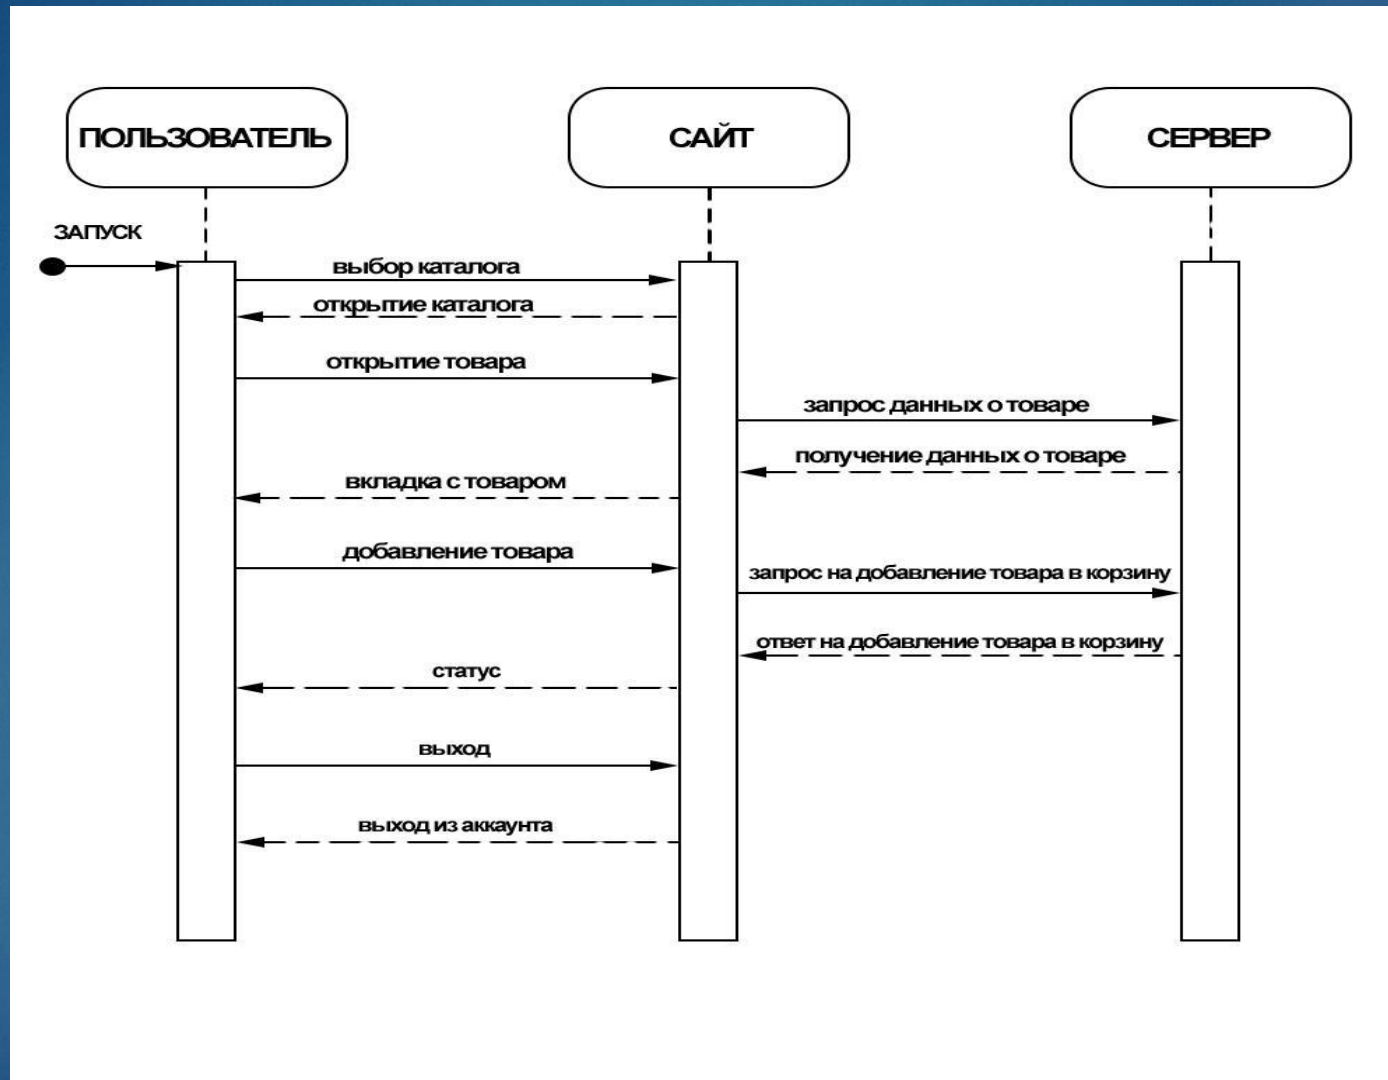 ПОЛЬЗОВАТЕЛЬ
САЙТ
СЕРВЕР
ЗАПУСК
выбор каталога
открытие каталога
открытие товара
запрос данных о товаре
получение данных о товаре
вкладка с товаром
добавление товара
запрос на добавление товара в корзину
ответ на добавление товара в корзину
статус
выход
выход из аккаунта